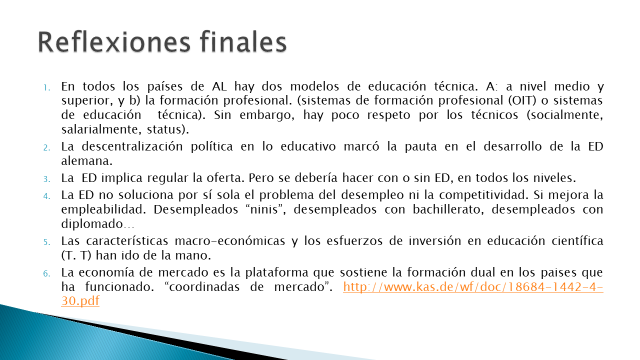 Reflexiones finales
1. En todos los países de AL hay dos modelos de educación técnica. A: a nivel medio y
superior, y b) la formación profesional. (sistemas de formación profesional (OIT) o sistemas
de educación técnica). Sin embargo, hay poco respeto por los técnicos (socialmente,
salarialmente, status).
2. La descentralización política en lo educativo marcó la pauta en el desarrollo de la ED
alemana.
3. La ED implica regular la oferta. Pero se debería hacer con o sin ED, en todos los niveles.
4. La ED no soluciona por sí sola el problema del desempleo ni la competitividad. Si mejora la
empleabilidad. Desempleados “ninis”, desempleados con bachillerato, desempleados con
diplomado…
5. Las características macro-económicas y los esfuerzos de inversión en educación científica
(T. T) han ido de la mano.
6. La economía de mercado es la plataforma que sostiene la formación dual en los paises que
ha funcionado. “coordinadas de mercado”. http://www.kas.de/wf/doc/18684-1442-4-
30.pdf